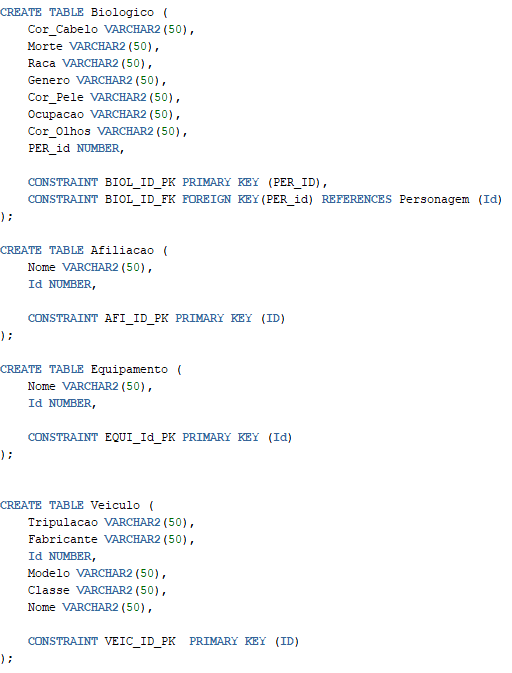 CREATE TABLE Biologico (
    Cor_Cabelo VARCHAR2(50),
    Morte VARCHAR2(50),
    Raca VARCHAR2(50),
    Genero VARCHAR2(50),
    Cor_Pele VARCHAR2(50),
    Ocupacao VARCHAR2(50),
    Cor_Olhos VARCHAR2(50),
    PER_id NUMBER,

    CONSTRAINT BIOL_ID_PK PRIMARY KEY (PER_ID),
    CONSTRAINT BIOL_ID_FK FOREIGN KEY(PER_id) REFERENCES Personagem (Id)
);

CREATE TABLE Afiliacao (
    Nome VARCHAR2(50),
    Id NUMBER,

    CONSTRAINT AFI_ID_PK PRIMARY KEY (ID)
);

CREATE TABLE Equipamento (
    Nome VARCHAR2(50),
    Id NUMBER,

    CONSTRAINT EQUI_Id_PK PRIMARY KEY (Id)
);


CREATE TABLE Veiculo (
    Tripulacao VARCHAR2(50),
    Fabricante VARCHAR2(50),
    Id NUMBER,
    Modelo VARCHAR2(50),
    Classe VARCHAR2(50),
    Nome VARCHAR2(50),

    CONSTRAINT VEIC_ID_PK  PRIMARY KEY (ID)
);